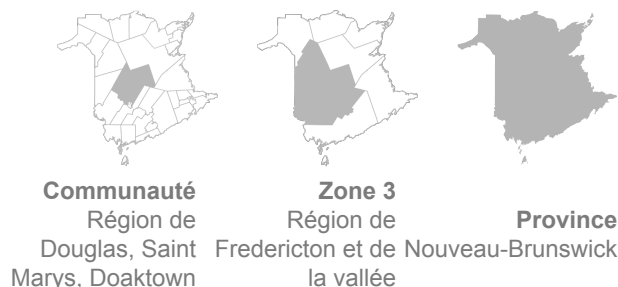 Communauté
Région de
Douglas, Saint
Marys, Doaktown
Zone 3
Région de
Fredericton et de
la vallée
Province
Nouveau-Brunswick